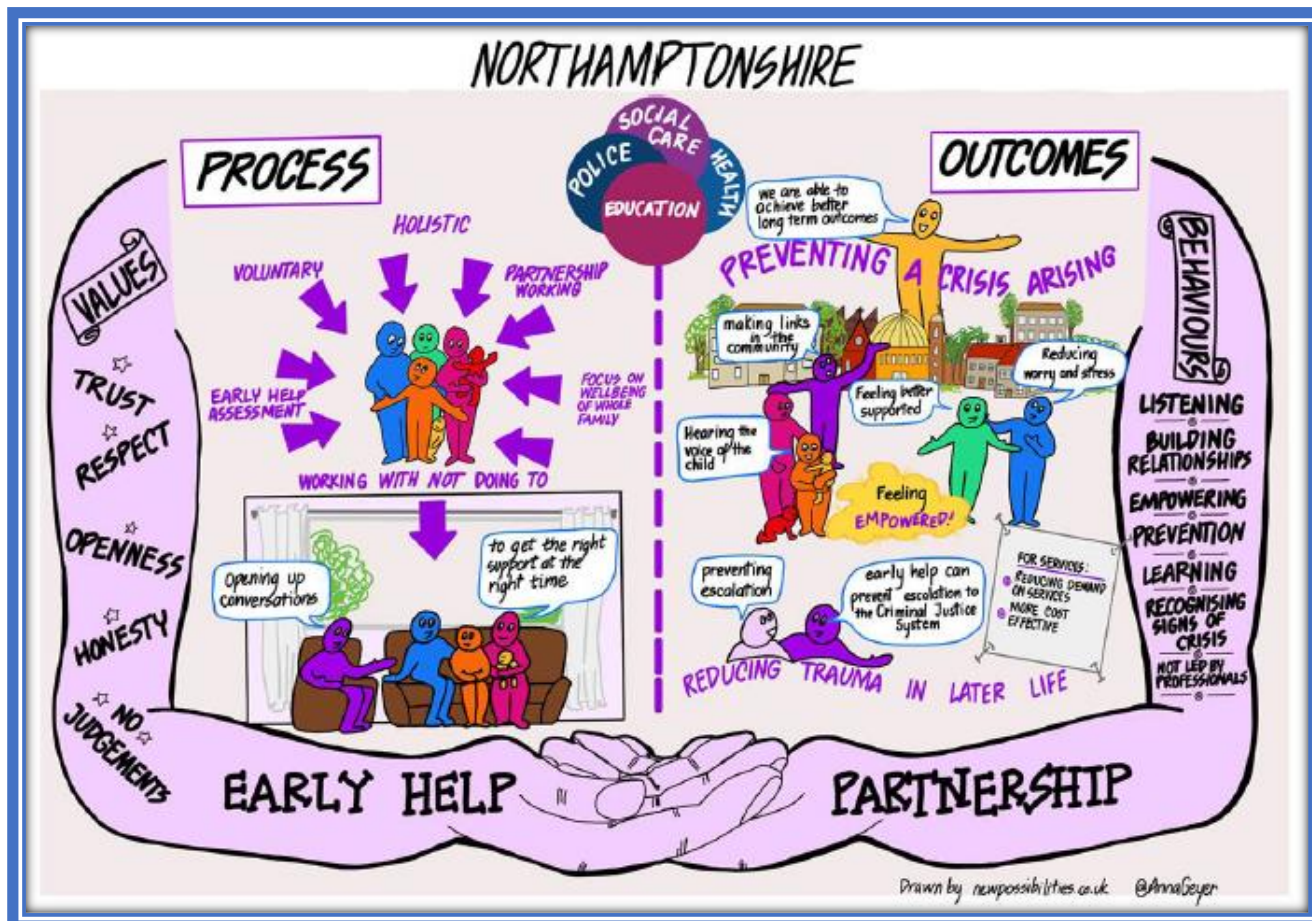 NORTHAMPTONSHIRE
SOCIAL
CARE
POLICE
HEALTH
EDUCATION
PROCESS
HOLISTIC
VOLUNTARY
PARTNERSHIP
WORKING
EARLY HELP
ASSESSMENT
FOCUS ON
WELLBEING
OF WHOLE
FAMILY
WORKING WITH NOT DOING TO
Opening up
conversations
to get the right
support at the
right time
VALUES
TRUST
RESPECT
OPENNESS
HONESTY
NO
JUDGEMENTS
OUTCOMES
we are able to
achieve better
long term outcomes
PREVENTING A CRISIS ARISING
making links
in the
community
Reducing
worry and stress
Feeling better
supported
Hearing the
voice of the
child
Feeling
EMPOWERED!
preventing
escalation
early help can
prevent escalation to
the Criminal Justice
System
FOR SERVICES:
REDUCING DEMAND
ON SERVICES
MORE COST
EFFECTIVE
REDUCING TRAUMA IN LATER LIFE
BEHAVIOURS
LISTENING
BUILDING
RELATIONSHIPS
EMPOWERING
PREVENTION
LEARNING
RECOGNISING
SIGNS OF
CRISIS
NOT LED BY
PROFESSIONALS
EARLY HELP PARTNERSHIP
Drawn by newpossibilities.co.uk @AnnaGeyer